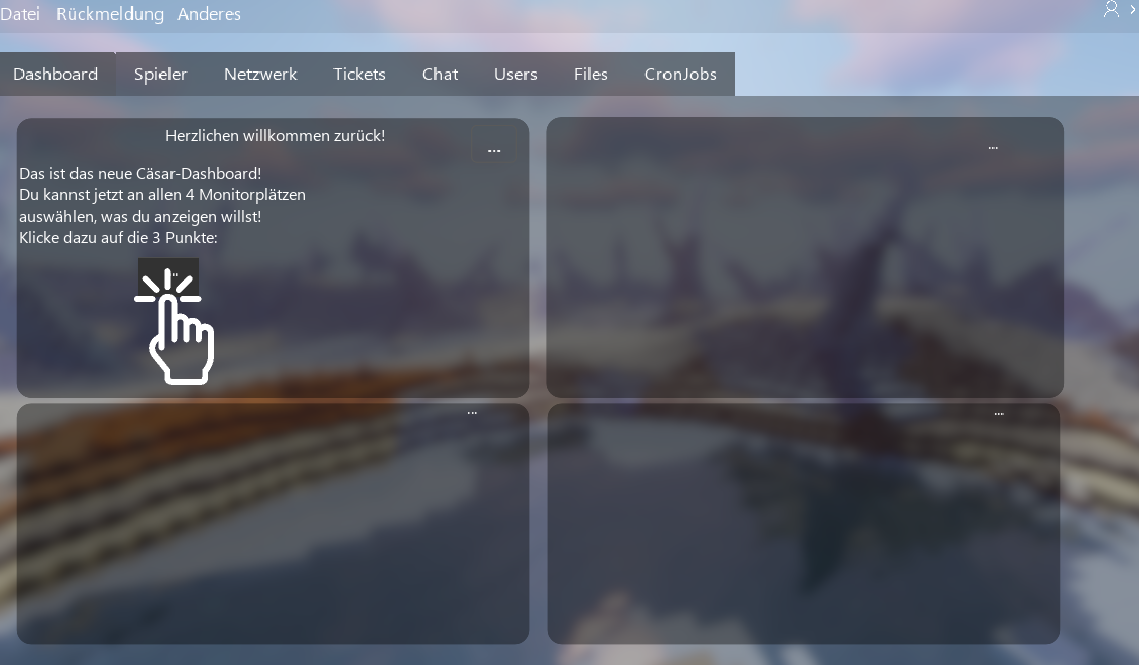 Datei Rückmeldung Anderes
Dashboard Spieler Netzwerk Tickets Chat Users Files CronJobs
Herzlichen willkommen zurück!
...
...
Das ist das neue Cäsar-Dashboard!
Du kannst jetzt an allen 4 Monitorplätzen
auswählen, was du anzeigen willst!
Klicke dazu auf die 3 Punkte:
...
...